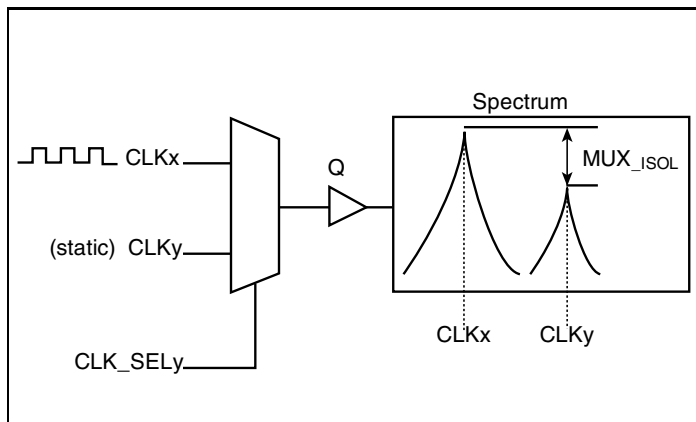 Spectrum
CLKx
Q
MUX_ISOL
(static) CLKy
CLKx CLKy
CLK_SELy